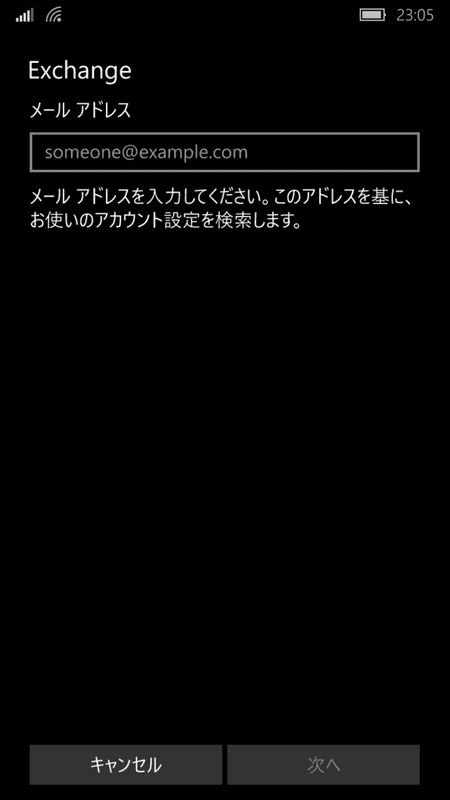 23:05
Exchange
メール アドレス
someone@example.com
メール アドレスを入力してください。このアドレスを基に、
お使いのアカウント設定を検索します。
キャンセル
次へ